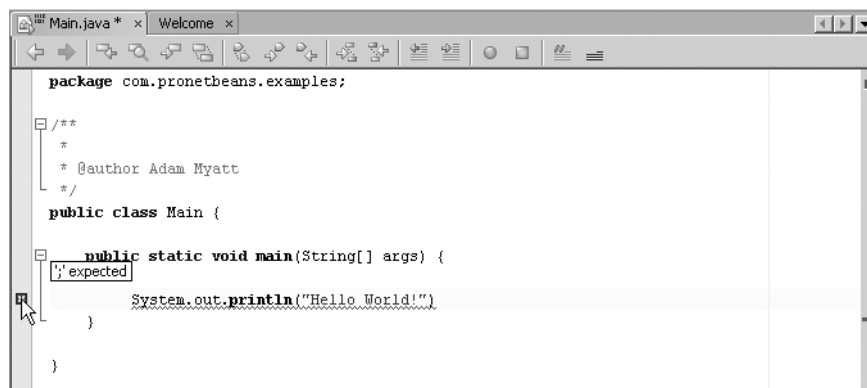 Main.java * × Welcome ×
package com.pronetbeans.examples;
/**
*
* @author Adam Myatt
*/
public class Main {
public static void main(String[] args) {
';' expected
System.out.println("Hello World!")
}
}